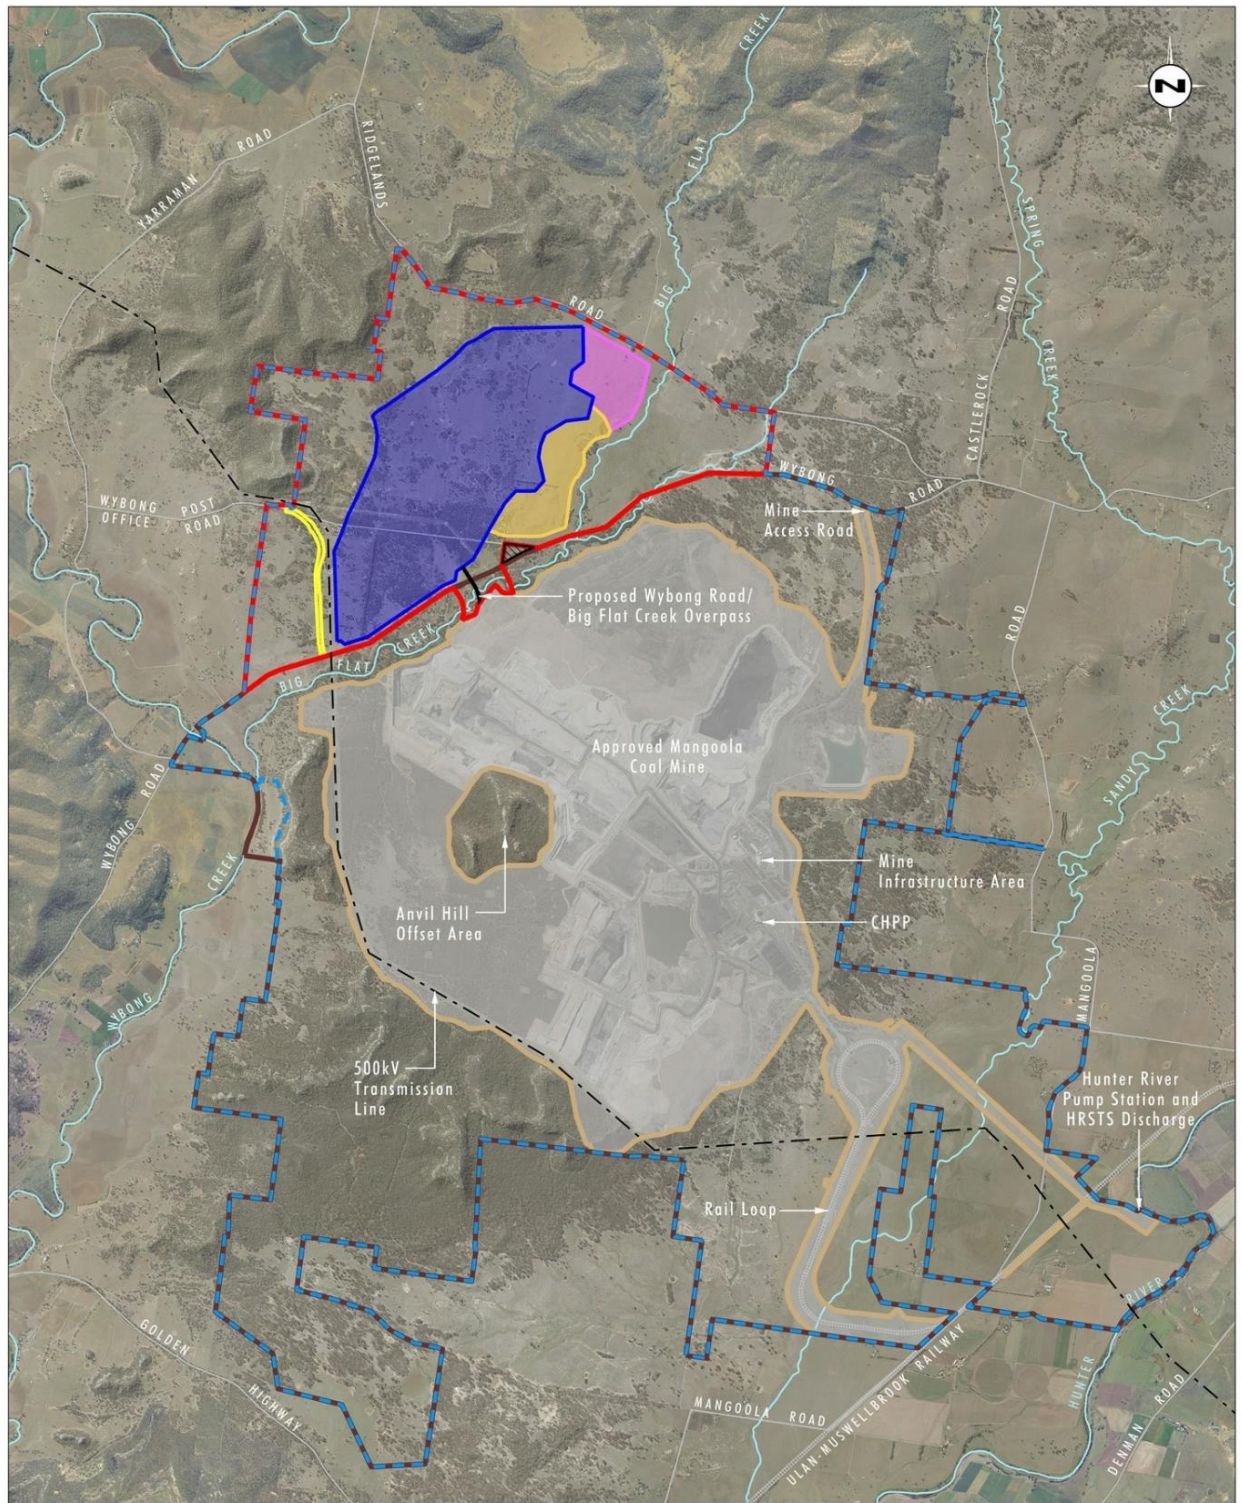 CREEK
FLAT
BIG
N
YARRAMAN ROAD
RIDGELANDS
ROAD
SPRING
CREEK
CASTLEROCK ROAD
WYBONG POST
OFFICE ROAD
WYBONG ROAD
Mine
Access Road
Proposed Wybong Road/
Big Flat Creek Overpass
ROAD
BIG FLAT CREEK
SANDY CREEK
Approved Mangoola
Coal Mine
WYBONG ROAD
Mine
Infrastructure Area
CHPP
Anvil Hill
Offset Area
WYBONG CREEK
MANGOOLA
500kV
Transmission
Line
Hunter River
Pump Station and
HRSTS Discharge
Rail Loop
HUNTER RIVER
GOLDEN HIGHWAY
MANGOOLA ROAD
ULAN-MUSWELLBROOK RAILWAY
DENMAN ROAD